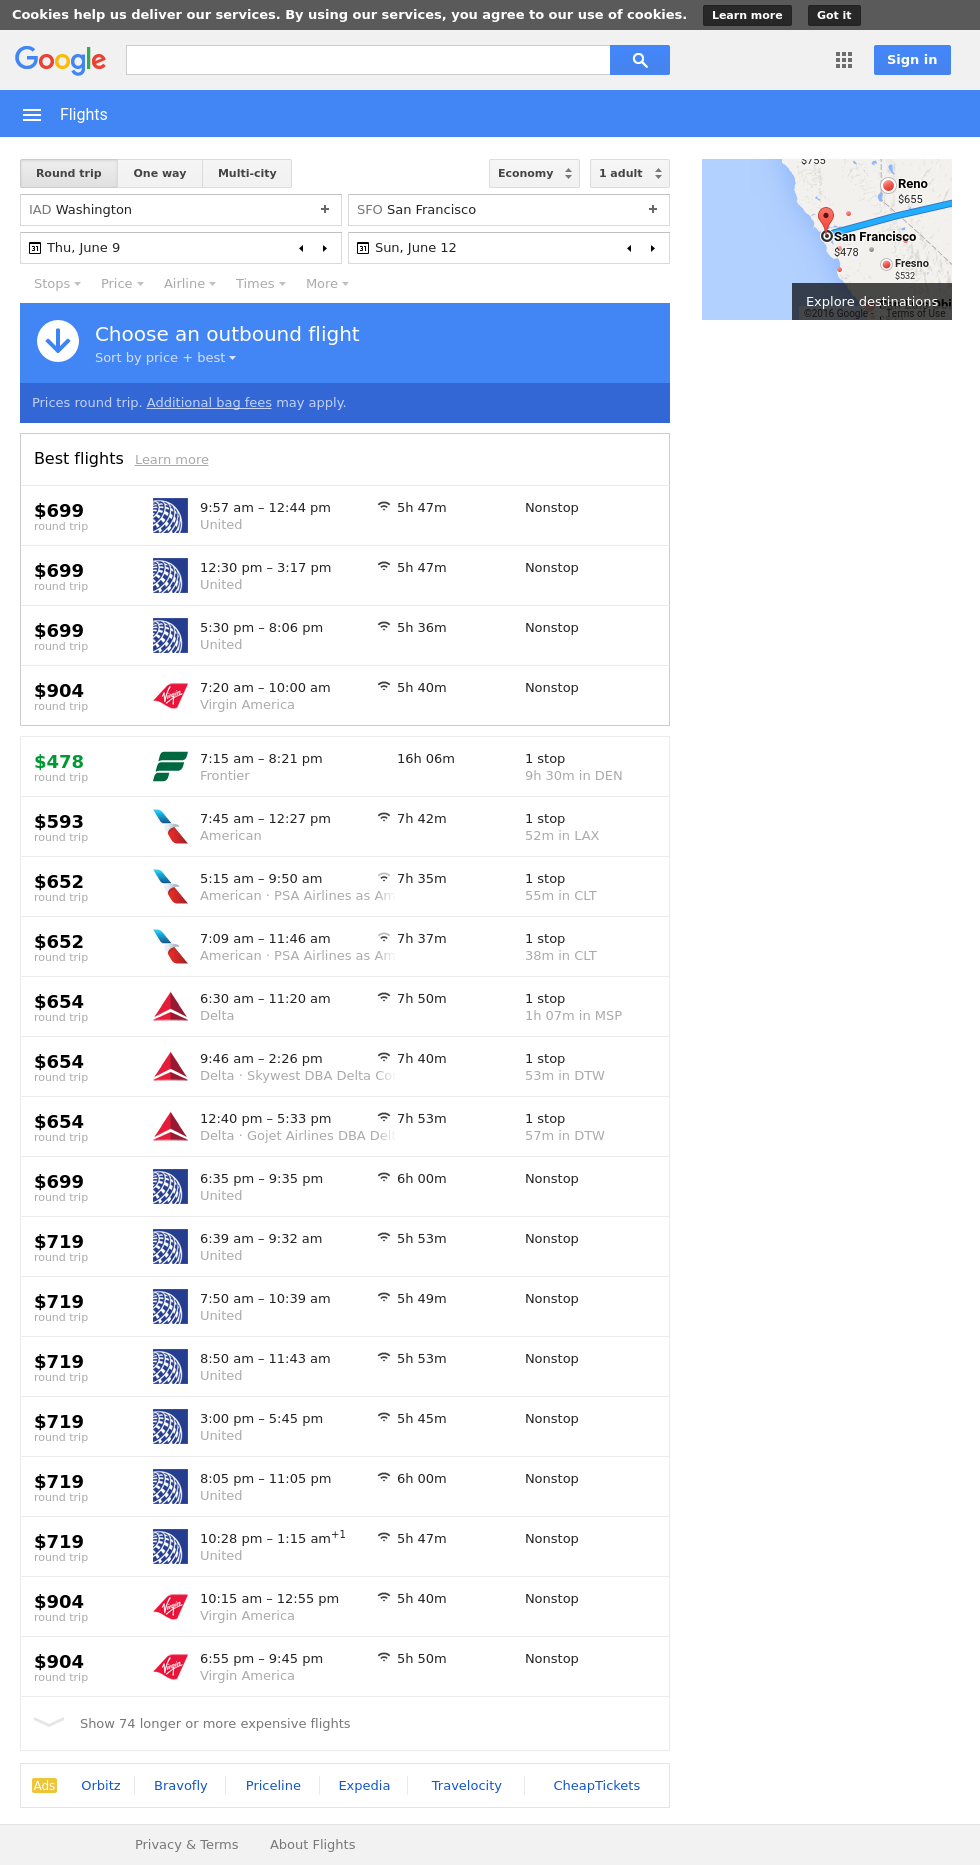 Cookies help us deliver our services. By using our services, you agree to our use of cookies. Learn more Got it
Google Sign in
Flights
Round trip One way Multi-city Economy 1 adult
IAD Washington + SFO San Francisco +
31 Thu, June 9 31 Sun, June 12
Stops Price Airline Times More
$755
Reno
$655
San Francisco
$478
Fresno
$532
Explore destinations
©2016 Google Terms of Use
Choose an outbound flight
Sort by price + best
Prices round trip. Additional bag fees may apply.
Best flights Learn more
$699 9:57 am – 12:44 pm 5h 47m Nonstop
round trip United
$699 12:30 pm – 3:17 pm 5h 47m Nonstop
round trip United
$699 5:30 pm – 8:06 pm 5h 36m Nonstop
round trip United
$904 7:20 am – 10:00 am 5h 40m Nonstop
round trip Virgin Virgin America
$478 7:15 am – 8:21 pm 16h 06m 1 stop
round trip Frontier 9h 30m in DEN
$593 7:45 am – 12:27 pm 7h 42m 1 stop
round trip American 52m in LAX
$652 5:15 am – 9:50 am 7h 35m 1 stop
round trip American · PSA Airlines as Am 55m in CLT
$652 7:09 am – 11:46 am 7h 37m 1 stop
round trip American · PSA Airlines as Am 38m in CLT
$654 6:30 am – 11:20 am 7h 50m 1 stop
round trip Delta 1h 07m in MSP
$654 9:46 am – 2:26 pm 7h 40m 1 stop
round trip Delta · Skywest DBA Delta Co 53m in DTW
$654 12:40 pm – 5:33 pm 7h 53m 1 stop
round trip Delta · Gojet Airlines DBA Delt 57m in DTW
$699 6:35 pm – 9:35 pm 6h 00m Nonstop
round trip United
$719 6:39 am – 9:32 am 5h 53m Nonstop
round trip United
$719 7:50 am – 10:39 am 5h 49m Nonstop
round trip United
$719 8:50 am – 11:43 am 5h 53m Nonstop
round trip United
$719 3:00 pm – 5:45 pm 5h 45m Nonstop
round trip United
$719 8:05 pm – 11:05 pm 6h 00m Nonstop
round trip United
$719 10:28 pm – 1:15 am+1 5h 47m Nonstop
round trip United
$904 10:15 am – 12:55 pm 5h 40m Nonstop
round trip Virgin Virgin America
$904 6:55 pm – 9:45 pm 5h 50m Nonstop
round trip Virgin Virgin America
Show 74 longer or more expensive flights
Ads Orbitz Bravofly Priceline Expedia Travelocity CheapTickets
Privacy & Terms About Flights